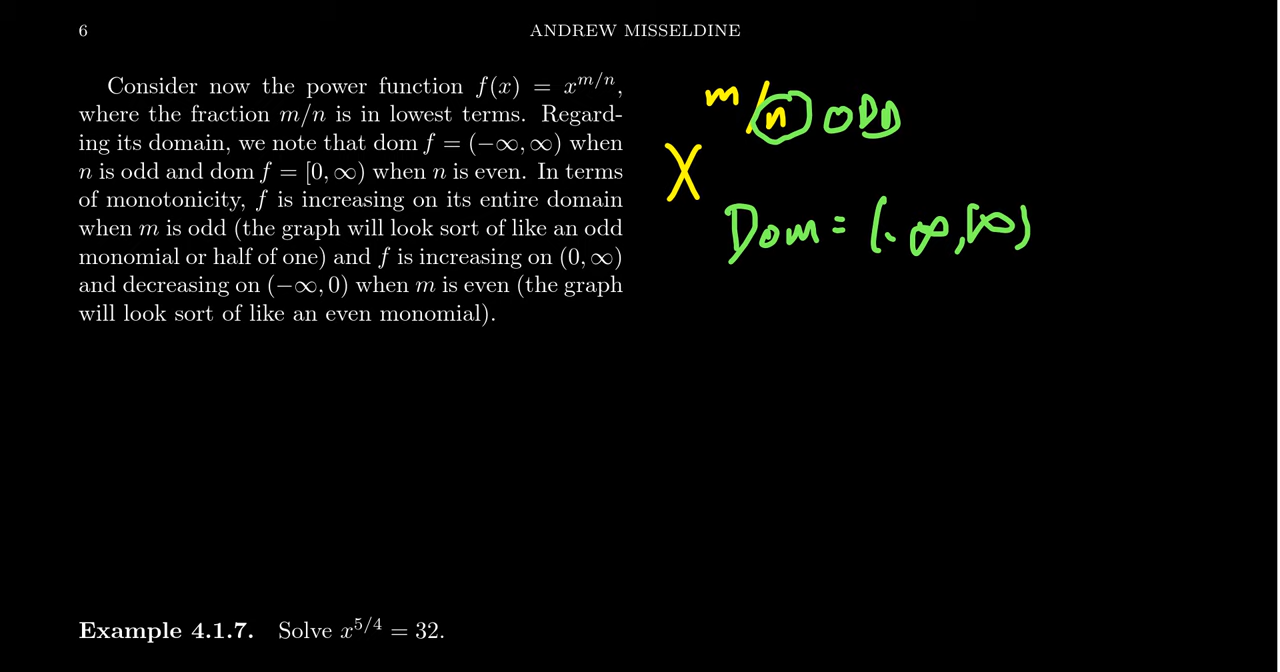 6 ANDREW MISSELDINE
Consider now the power function f(x) = x^{m/n},
where the fraction m/n is in lowest terms. Regard-
ing its domain, we note that dom f = (−∞, ∞) when
n is odd and dom f = [0, ∞) when n is even. In terms
of monotonicity, f is increasing on its entire domain
when m is odd (the graph will look sort of like an odd
monomial or half of one) and f is increasing on (0, ∞)
and decreasing on (−∞, 0) when m is even (the graph
will look sort of like an even monomial).
X^{m/n} ODD
Dom = (-∞, ∞)
Example 4.1.7. Solve x^{5/4} = 32.